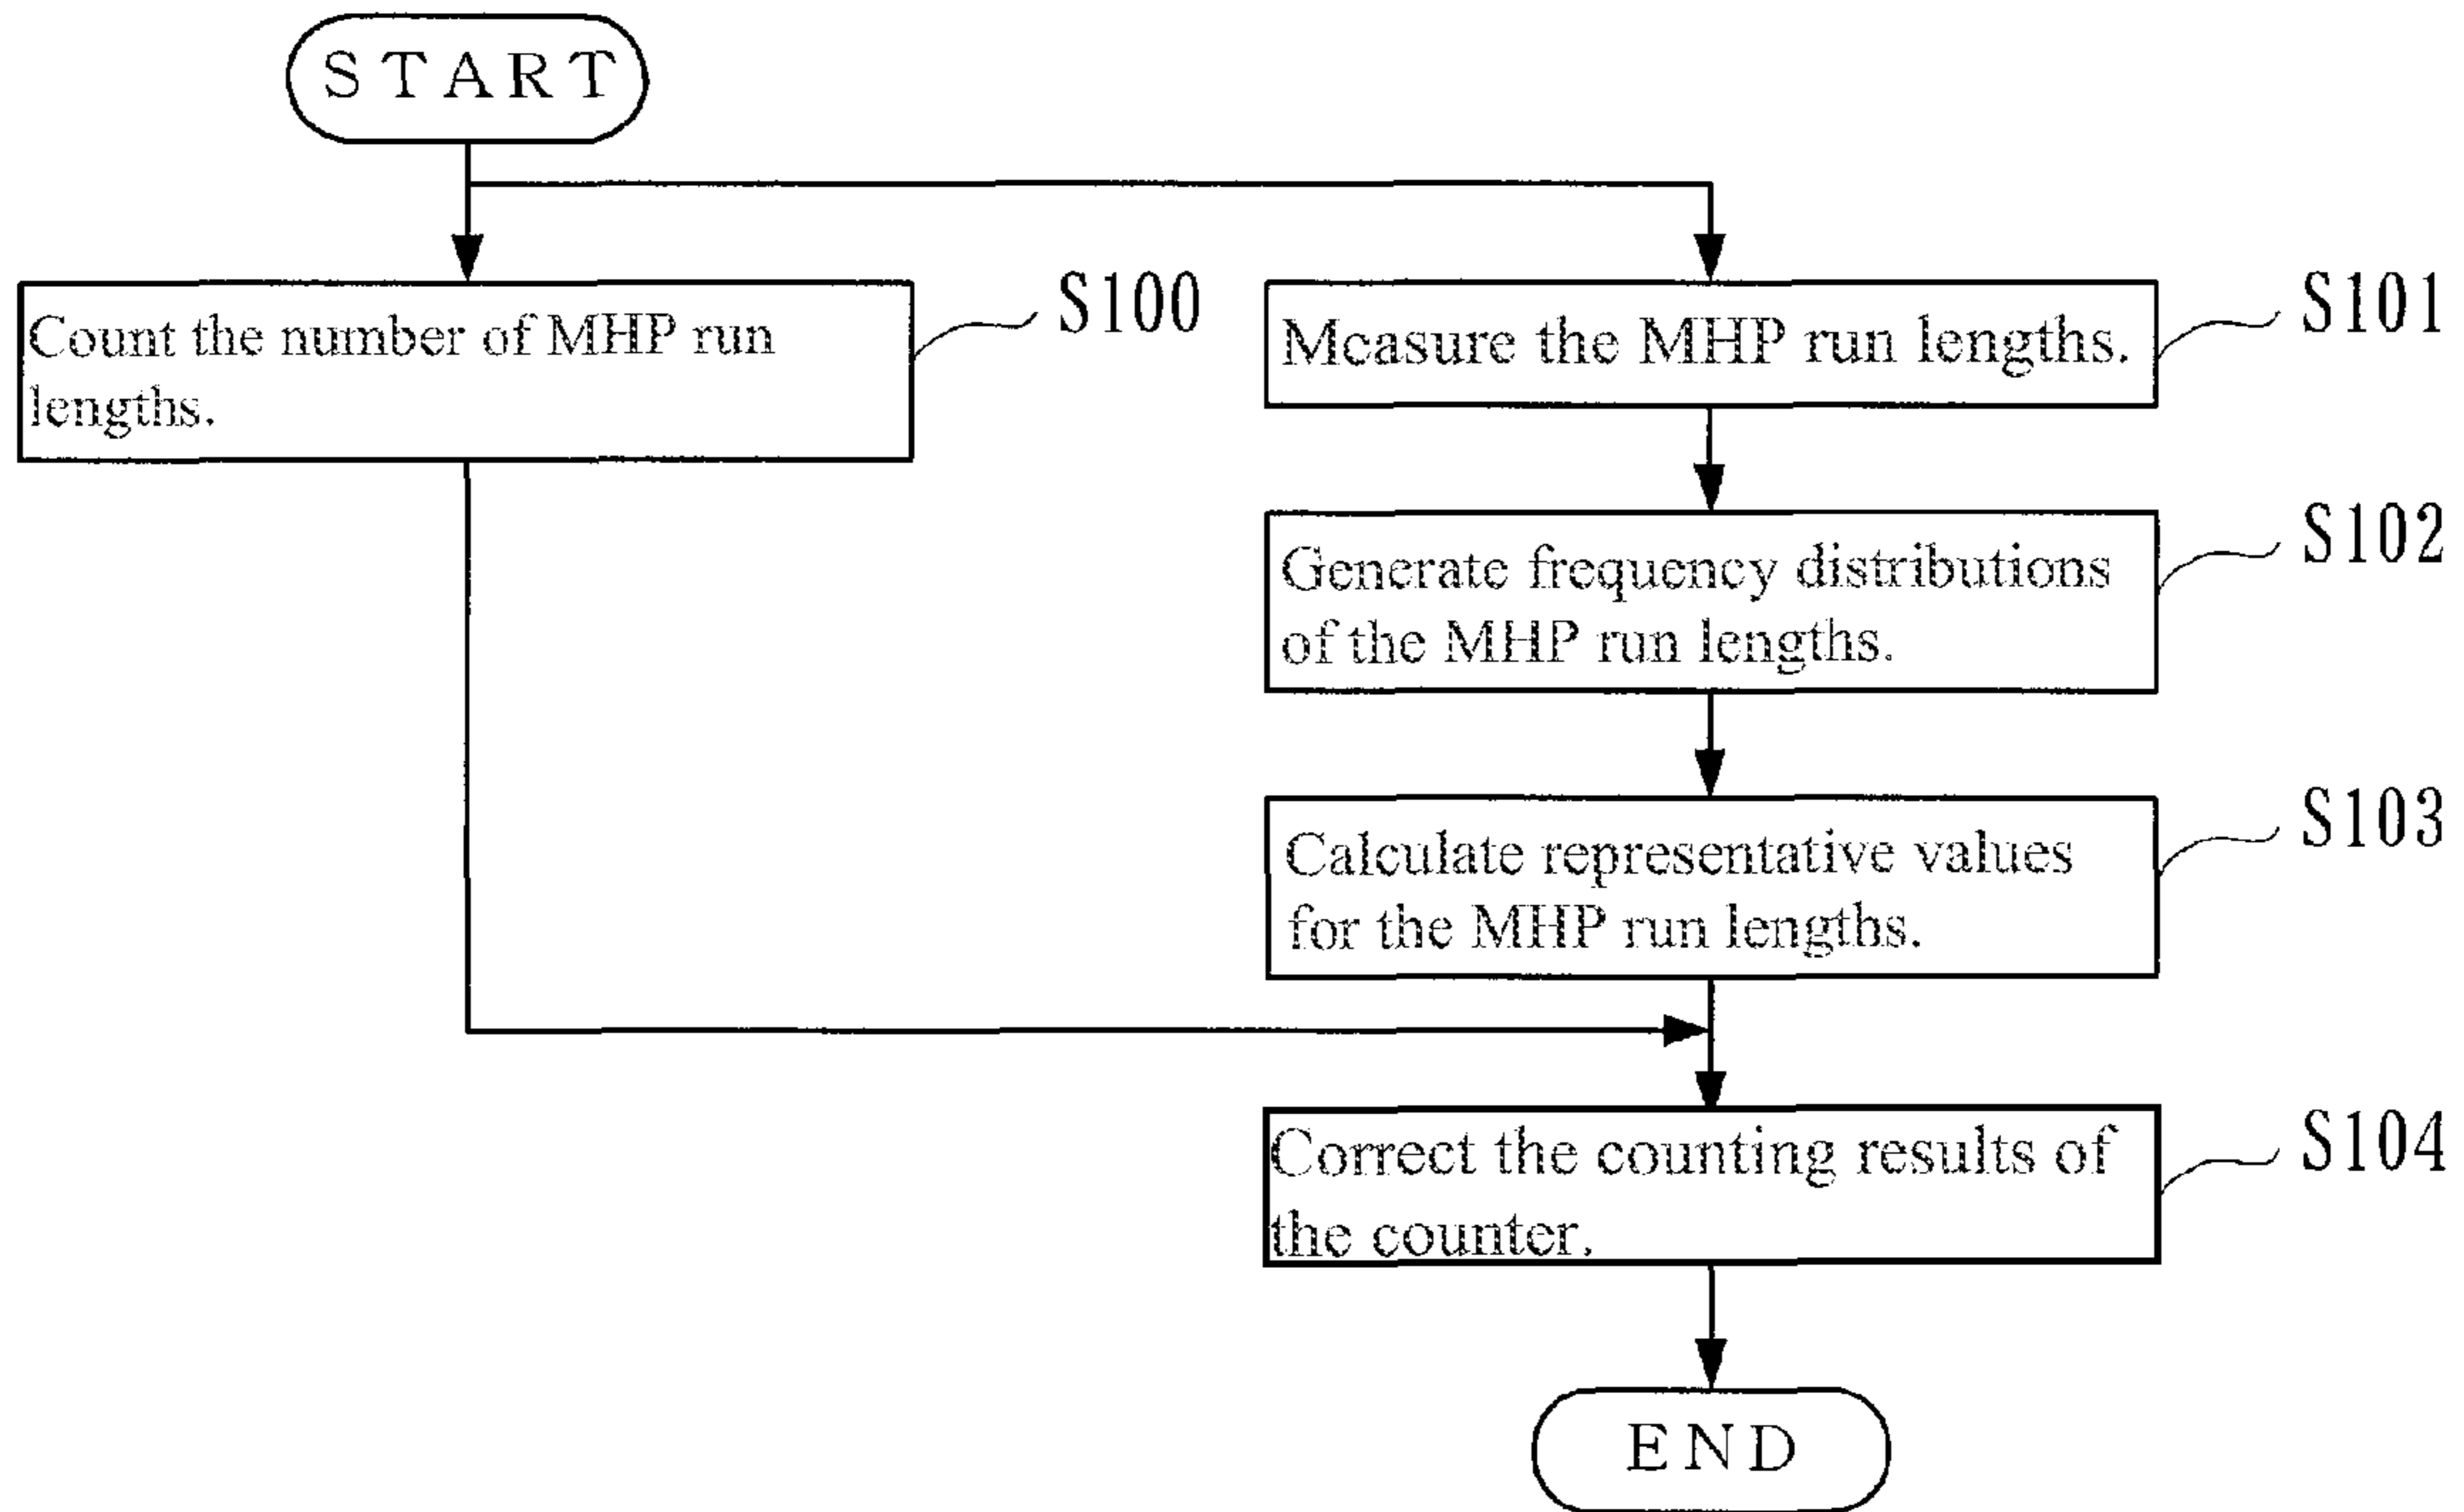 START
Count the number of MHP run
lengths.
S100
Measure the MHP run lengths.
S101
Generate frequency distributions
of the MHP run lengths.
S102
Calculate representative values
for the MHP run lengths.
S103
Correct the counting results of
the counter.
S104
END